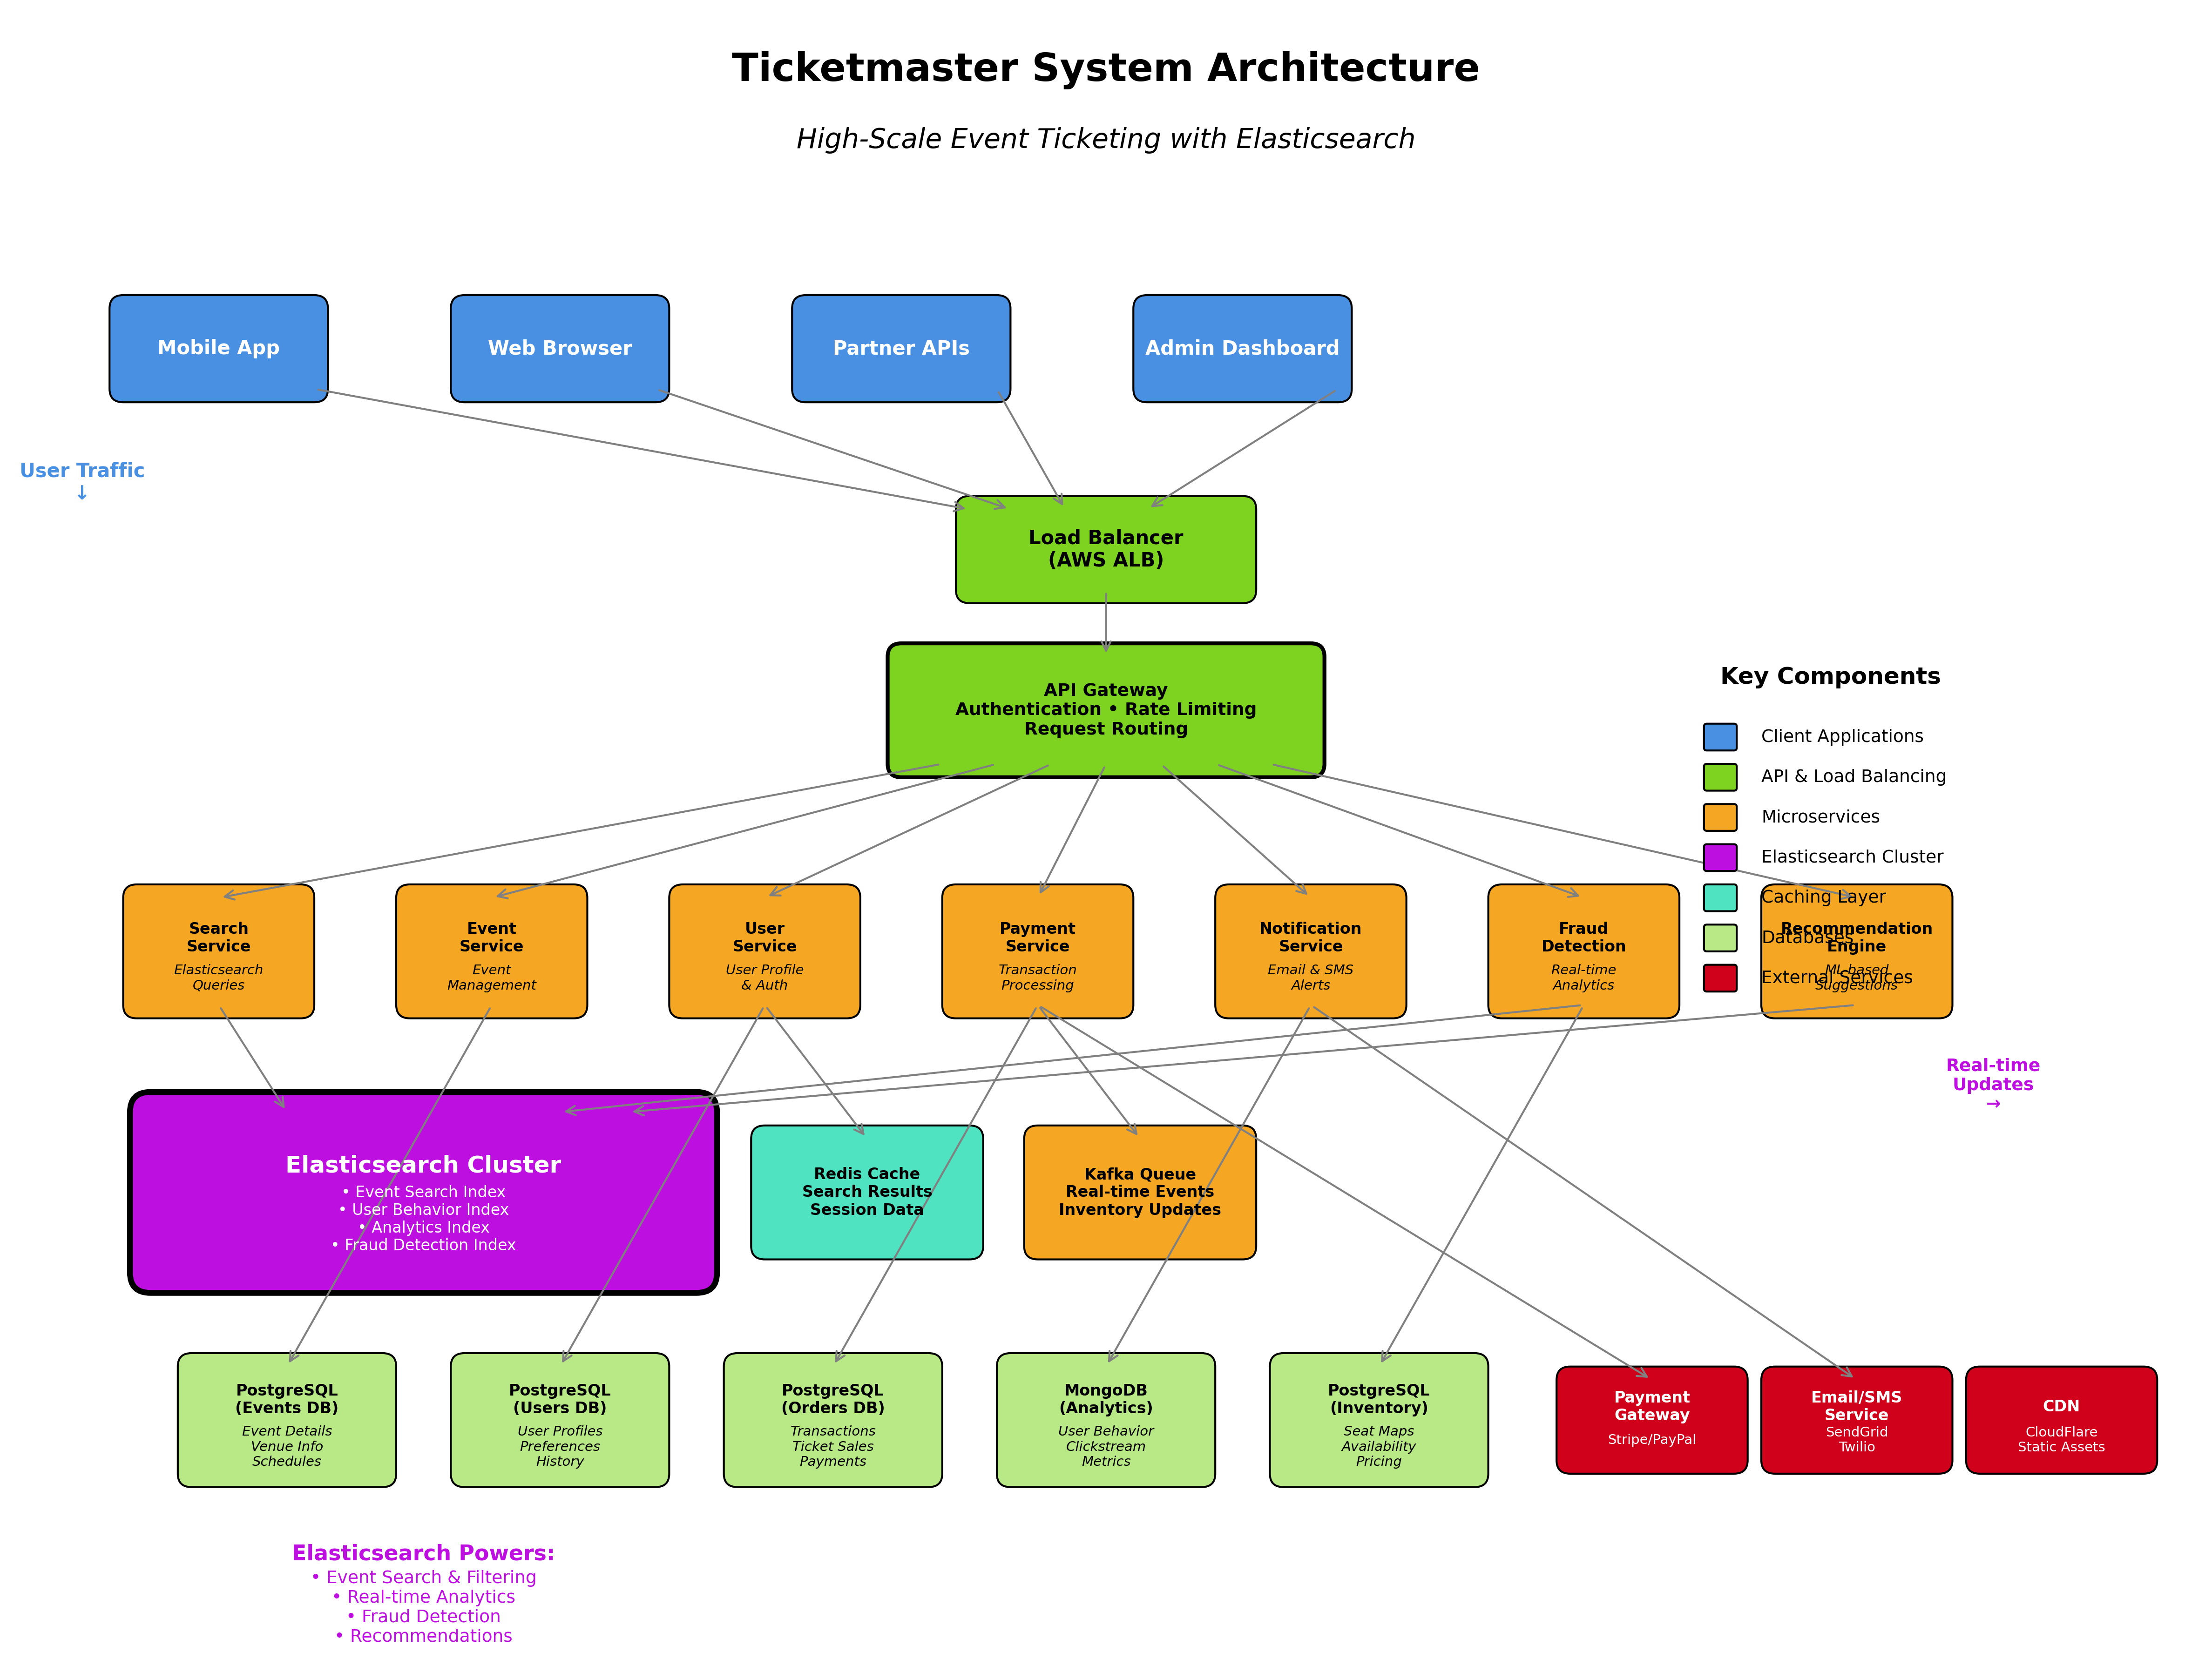 Ticketmaster System Architecture
High-Scale Event Ticketing with Elasticsearch
Mobile App
Web Browser
Partner APIs
Admin Dashboard
User Traffic
↓
Load Balancer
(AWS ALB)
API Gateway
Authentication • Rate Limiting
Request Routing
Key Components
Client Applications
API & Load Balancing
Microservices
Elasticsearch Cluster
Caching Layer
Databases
External Services
Search
Service
Elasticsearch
Queries
Event
Service
Event
Management
User
Service
User Profile
& Auth
Payment
Service
Transaction
Processing
Notification
Service
Email & SMS
Alerts
Fraud
Detection
Real-time
Analytics
Recommendation
Engine
ML-based
Suggestions
Real-time
Updates
→
Elasticsearch Cluster
• Event Search Index
• User Behavior Index
• Analytics Index
• Fraud Detection Index
Redis Cache
Search Results
Session Data
Kafka Queue
Real-time Events
Inventory Updates
PostgreSQL
(Events DB)
Event Details
Venue Info
Schedules
PostgreSQL
(Users DB)
User Profiles
Preferences
History
PostgreSQL
(Orders DB)
Transactions
Ticket Sales
Payments
MongoDB
(Analytics)
User Behavior
Clickstream
Metrics
PostgreSQL
(Inventory)
Seat Maps
Availability
Pricing
Payment
Gateway
Stripe/PayPal
Email/SMS
Service
SendGrid
Twilio
CDN
CloudFlare
Static Assets
Elasticsearch Powers:
• Event Search & Filtering
• Real-time Analytics
• Fraud Detection
• Recommendations